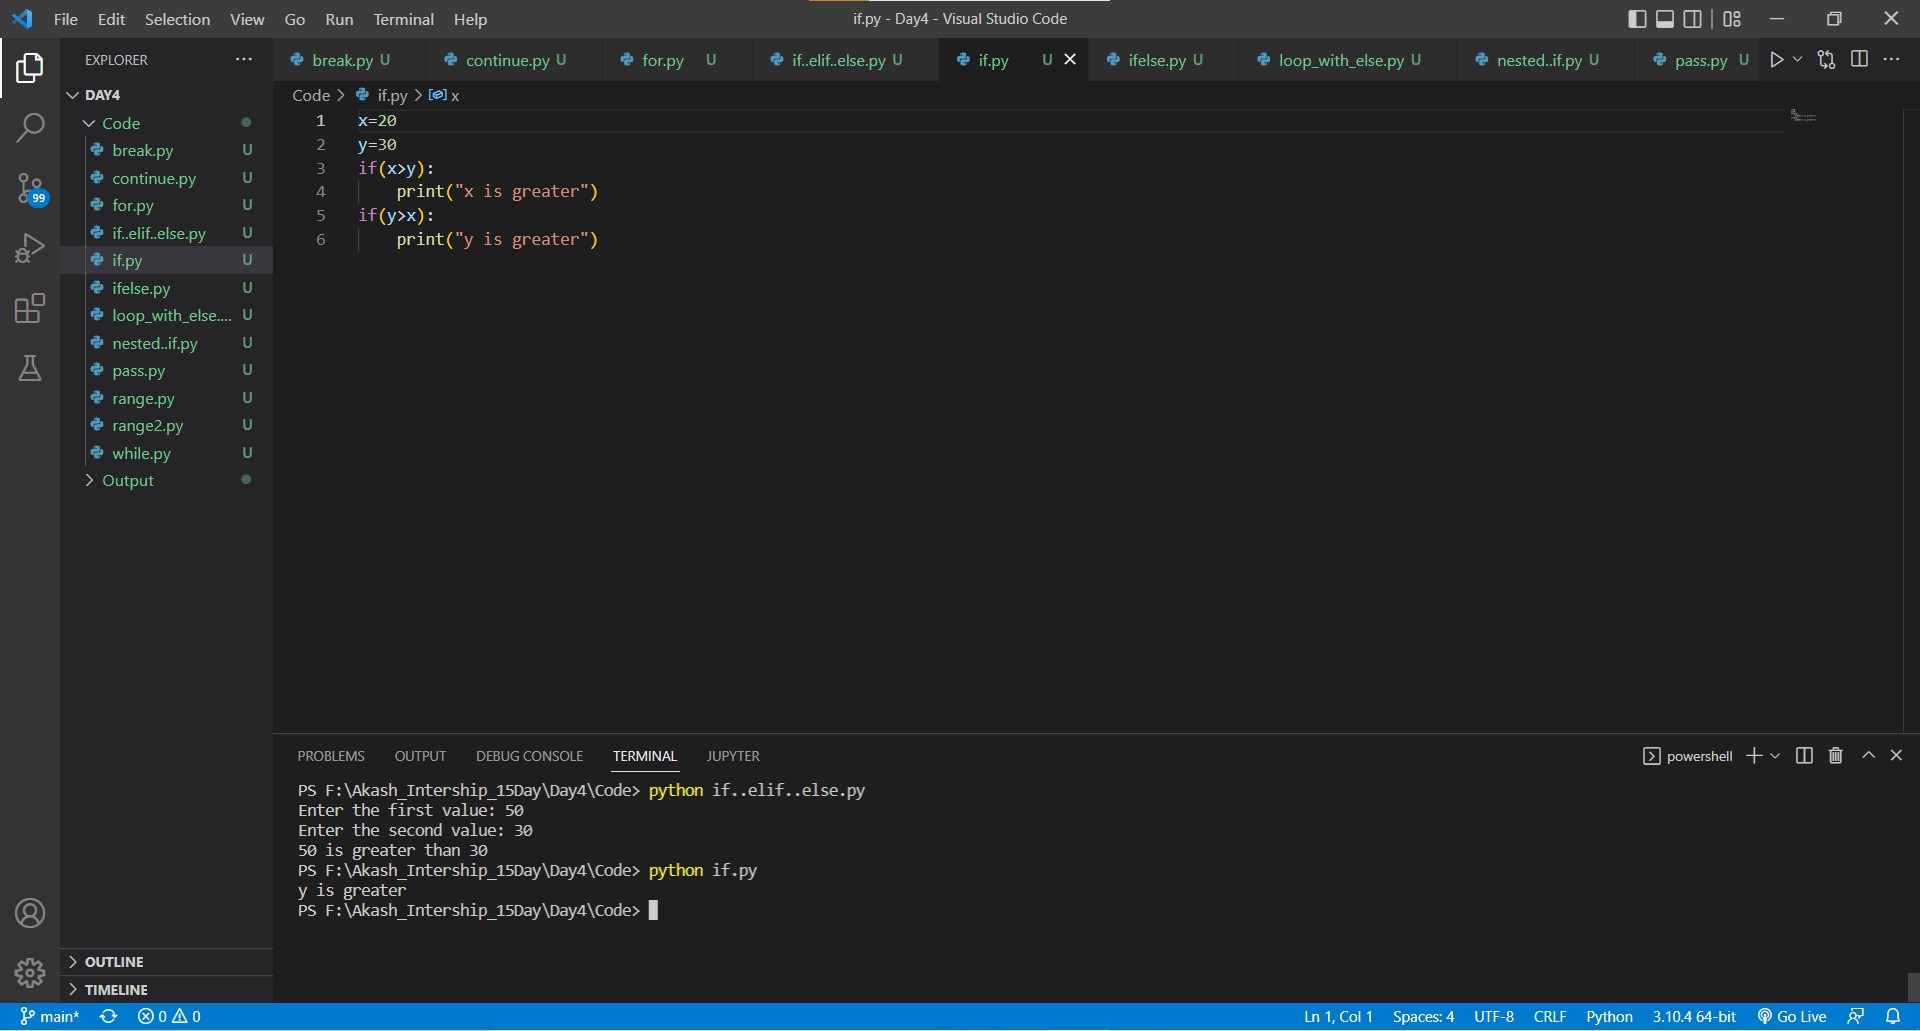 File Edit Selection View Go Run Terminal Help if.py - Day4 - Visual Studio Code
EXPLORER ...
break.py U continue.py U for.py U if..elif..else.py U if.py U ifelse.py U loop_with_else.py U nested..if.py U pass.py U
DAY4
Code > if.py > x
Code
break.py U
continue.py U
for.py U
if..elif..else.py U
if.py U
ifelse.py U
loop_with_else.... U
nested..if.py U
pass.py U
range.py U
range2.py U
while.py U
Output
99
1 x=20
2 y=30
3 if(x>y):
4 print("x is greater")
5 if(y>x):
6 print("y is greater")
PROBLEMS OUTPUT DEBUG CONSOLE TERMINAL JUPYTER powershell
PS F:\Akash_Intership_15Day\Day4\Code> python if..elif..else.py
Enter the first value: 50
Enter the second value: 30
50 is greater than 30
PS F:\Akash_Intership_15Day\Day4\Code> python if.py
y is greater
PS F:\Akash_Intership_15Day\Day4\Code>
OUTLINE
TIMELINE
main* 0 0 Ln 1, Col 1 Spaces: 4 UTF-8 CRLF Python 3.10.4 64-bit Go Live